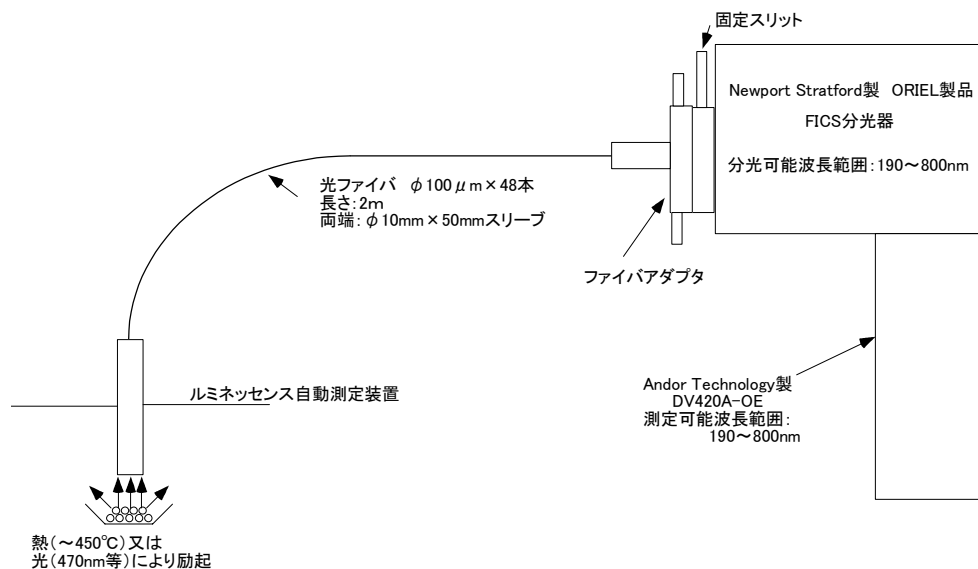 固定スリット
Newport Stratford製 ORIEL製品
FICS分光器
分光可能波長範囲：190～800nm
光ファイバ φ100μm×48本
長さ：2m
両端：φ10mm×50mmスリーブ
ファイバアダプタ
ルミネッセンス自動測定装置
Andor Technology製
DV420A-OE
測定可能波長範囲：
190～800nm
熱（～450℃）又は
光（470nm等）により励起